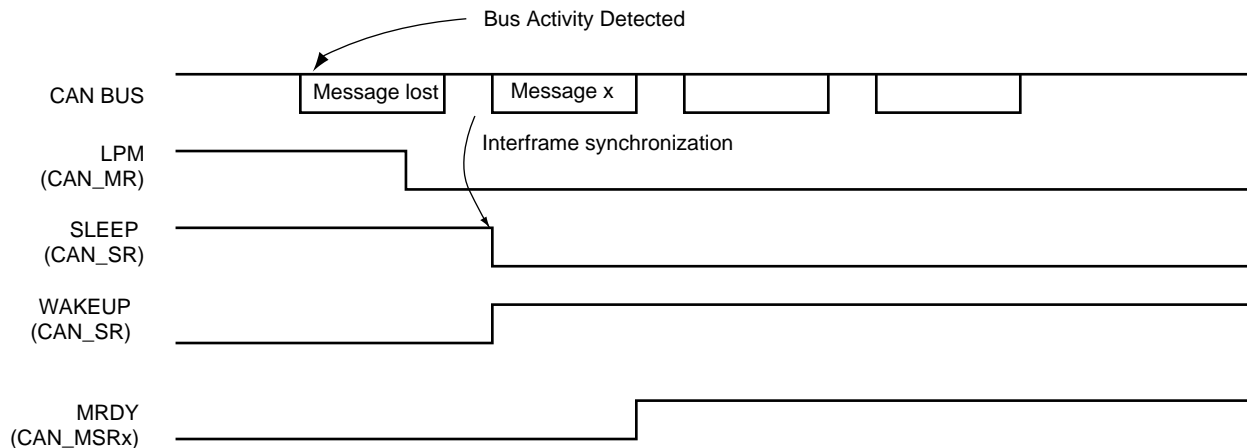 Bus Activity Detected
CAN BUS
Message lost
Message x
Interframe synchronization
LPM
(CAN_MR)
SLEEP
(CAN_SR)
WAKEUP
(CAN_SR)
MRDY
(CAN_MSRx)